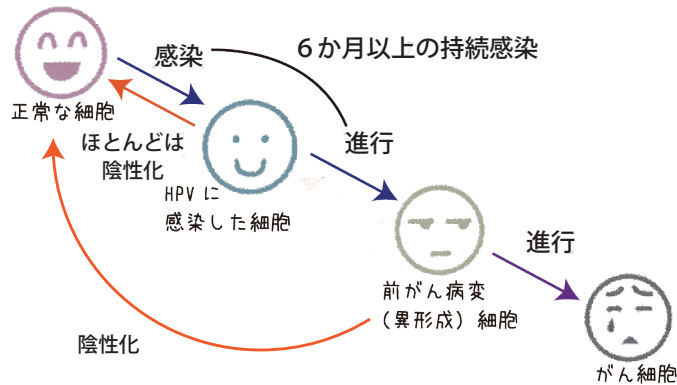 感染
６か月以上の持続感染
正常な細胞
ほとんどは
陰性化
進行
HPV に
感染した細胞
進行
前がん病変
（異形成）細胞
陰性化
がん細胞